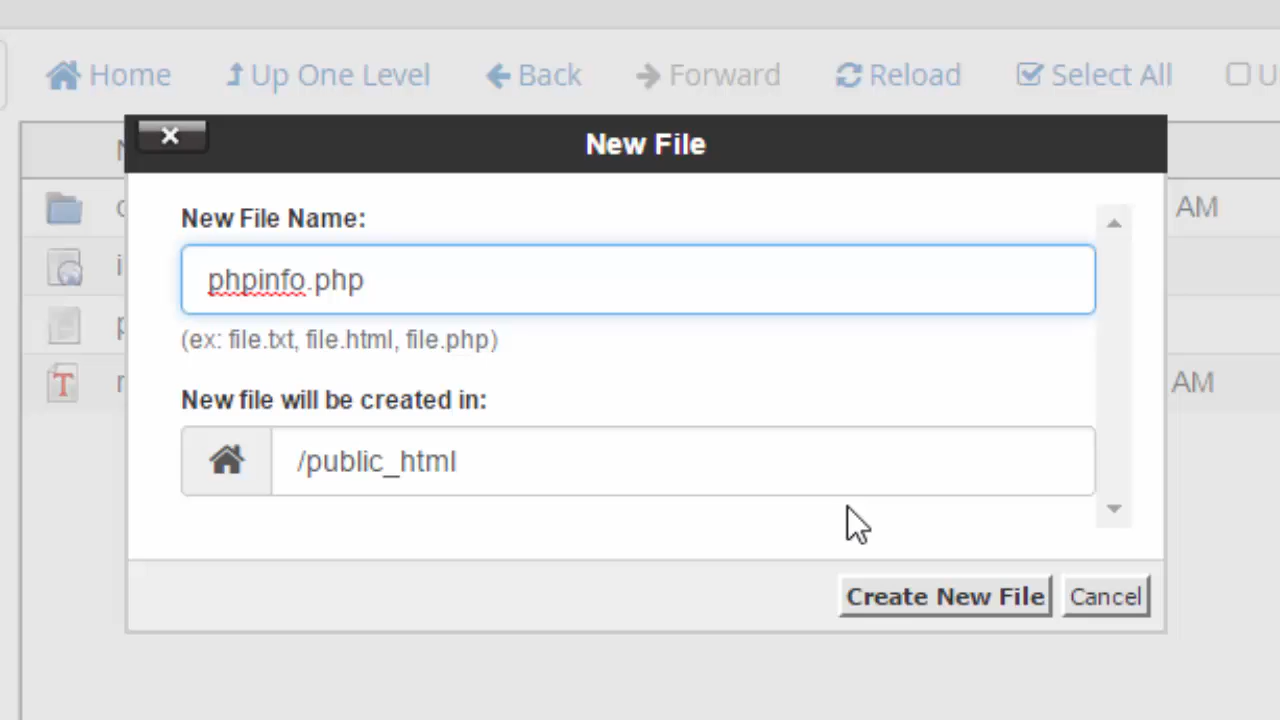 Home Up One Level Back Forward Reload Select All
New File
New File Name:
AM
phpinfo.php
(ex: file.txt, file.html, file.php)
AM
New file will be created in:
/public_html
Create New File Cancel